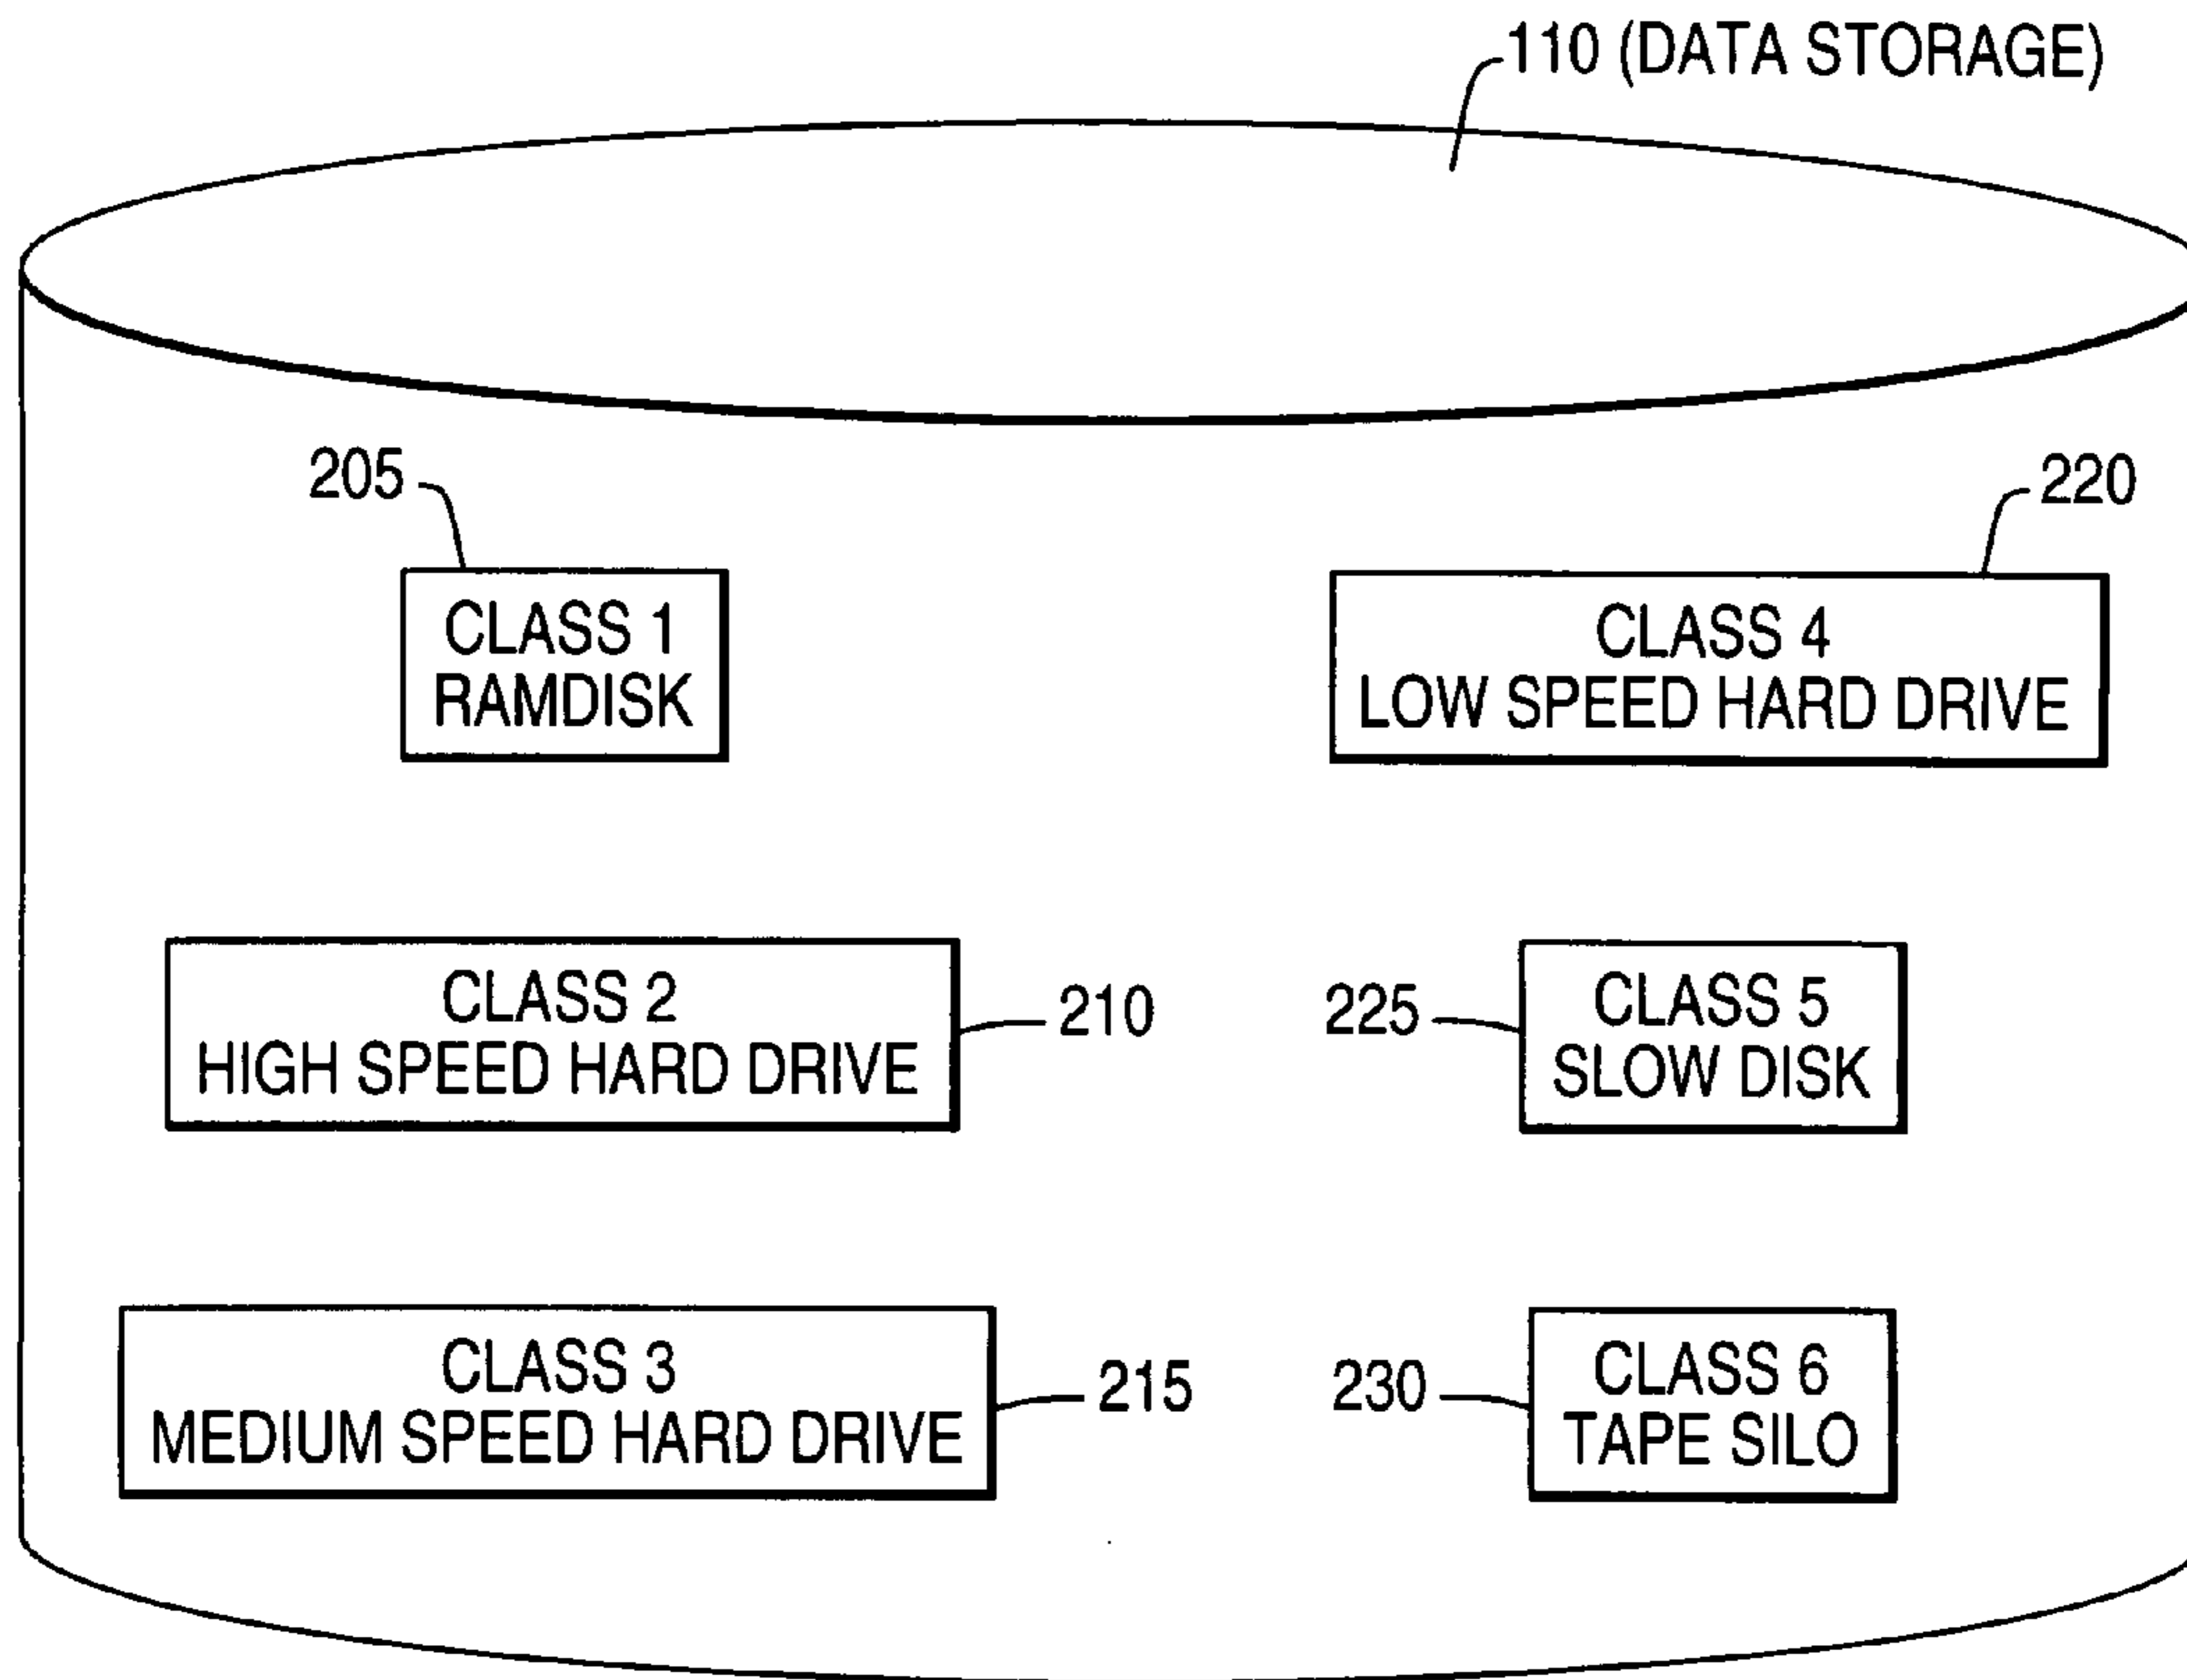 110 (DATA STORAGE)
205
CLASS 1
RAMDISK
220
CLASS 4
LOW SPEED HARD DRIVE
CLASS 2
HIGH SPEED HARD DRIVE
210
225
CLASS 5
SLOW DISK
CLASS 3
MEDIUM SPEED HARD DRIVE
215
230
CLASS 6
TAPE SILO